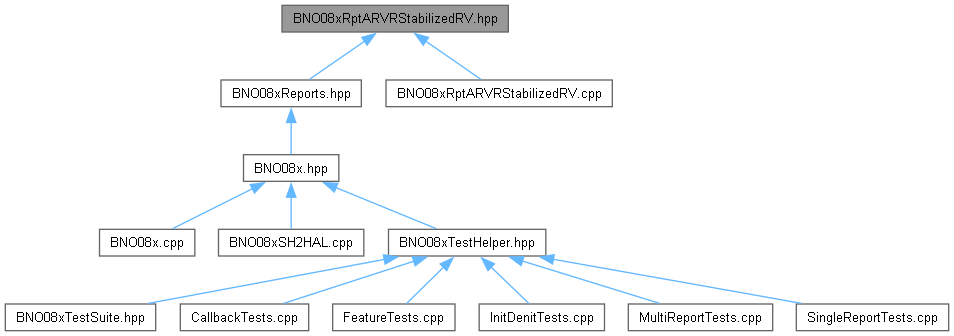 BNO08xRptARVRStabilizedRV.hpp
BNO08xReports.hpp
BNO08xRptARVRStabilizedRV.cpp
BNO08x.hpp
BNO08x.cpp
BNO08xSH2HAL.cpp
BNO08xTestHelper.hpp
BNO08xTestSuite.hpp
CallbackTests.cpp
FeatureTests.cpp
InitDenitTests.cpp
MultiReportTests.cpp
SingleReportTests.cpp